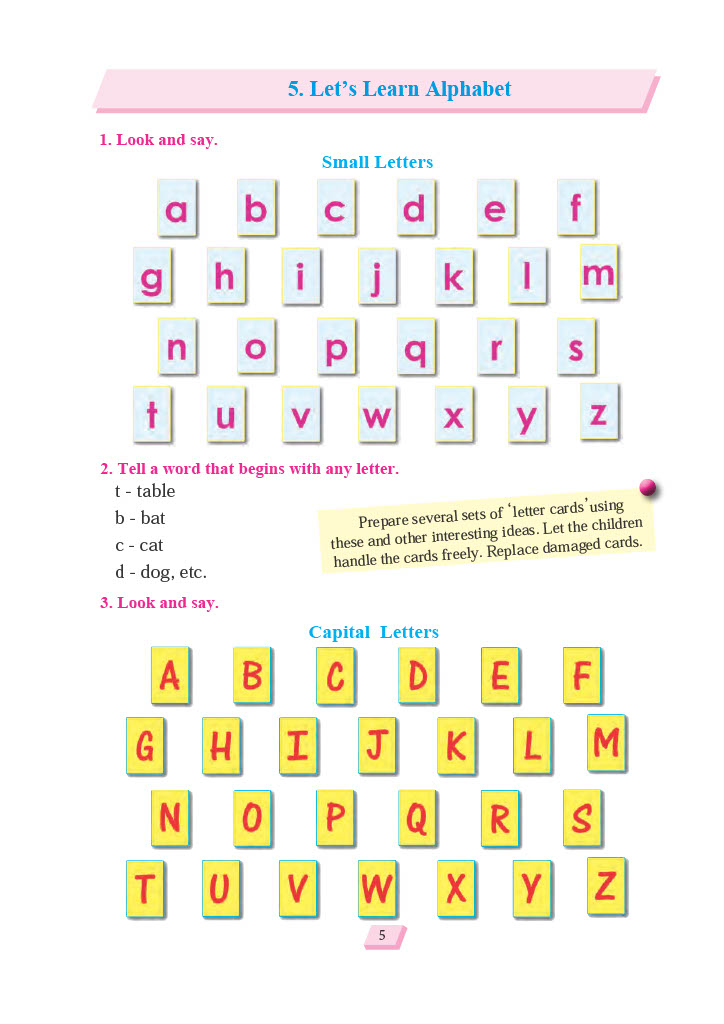 5. Let's Learn Alphabet
1. Look and say.
Small Letters
a b c d e f
g h i j k l m
n o p q r s
t u v w x y z
2. Tell a word that begins with any letter.
t - table
b - bat
c - cat
d - dog, etc.
Prepare several sets of ‘letter cards’ using
these and other interesting ideas. Let the children
handle the cards freely. Replace damaged cards.
3. Look and say.
Capital Letters
A B C D E F
G H I J K L M
N O P Q R S
T U V W X Y Z
5